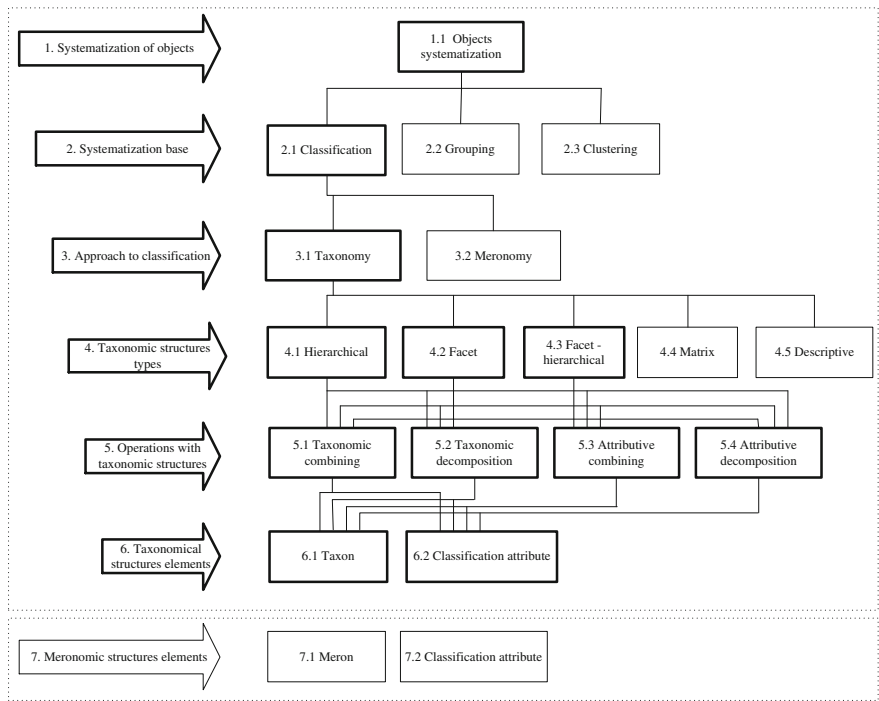 1. Systematization of objects
1.1 Objects
systematization
2. Systematization base
2.1 Classification
2.2 Grouping
2.3 Clustering
3. Approach to classification
3.1 Taxonomy
3.2 Meronomy
4. Taxonomic structures
types
4.1 Hierarchical
4.2 Facet
4.3 Facet -
hierarchical
4.4 Matrix
4.5 Descriptive
5. Operations with
taxonomic structures
5.1 Taxonomic
combining
5.2 Taxonomic
decomposition
5.3 Attributive
combining
5.4 Attributive
decomposition
6. Taxonomical
structures elements
6.1 Taxon
6.2 Classification attribute
7. Meronomic structures elements
7.1 Meron
7.2 Classification attribute